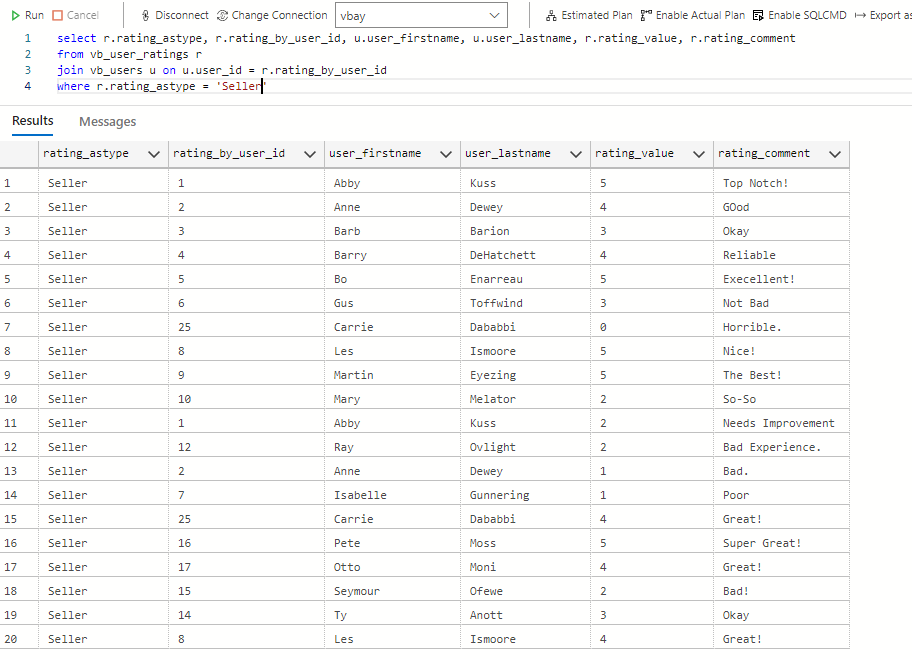 Run Cancel Disconnect Change Connection vbay Estimated Plan Enable Actual Plan Enable SQLCMD Export as
1 select r.rating_astype, r.rating_by_user_id, u.user_firstname, u.user_lastname, r.rating_value, r.rating_comment
2 from vb_user_ratings r
3 join vb_users u on u.user_id = r.rating_by_user_id
4 where r.rating_astype = 'Seller'
Results Messages
rating_astype rating_by_user_id user_firstname user_lastname rating_value rating_comment
1 Seller 1 Abby Kuss 5 Top Notch!
2 Seller 2 Anne Dewey 4 GOod
3 Seller 3 Barb Barion 3 Okay
4 Seller 4 Barry DeHatchett 4 Reliable
5 Seller 5 Bo Enarreau 5 Execellent!
6 Seller 6 Gus Toffwind 3 Not Bad
7 Seller 25 Carrie Dababbi 0 Horrible.
8 Seller 8 Les Ismoore 5 Nice!
9 Seller 9 Martin Eyezing 5 The Best!
10 Seller 10 Mary Melator 2 So-So
11 Seller 1 Abby Kuss 2 Needs Improvement
12 Seller 12 Ray Ovlight 2 Bad Experience.
13 Seller 2 Anne Dewey 1 Bad.
14 Seller 7 Isabelle Gunnering 1 Poor
15 Seller 25 Carrie Dababbi 4 Great!
16 Seller 16 Pete Moss 5 Super Great!
17 Seller 17 Otto Moni 4 Great!
18 Seller 15 Seymour Ofewe 2 Bad!
19 Seller 14 Ty Anott 3 Okay
20 Seller 8 Les Ismoore 4 Great!